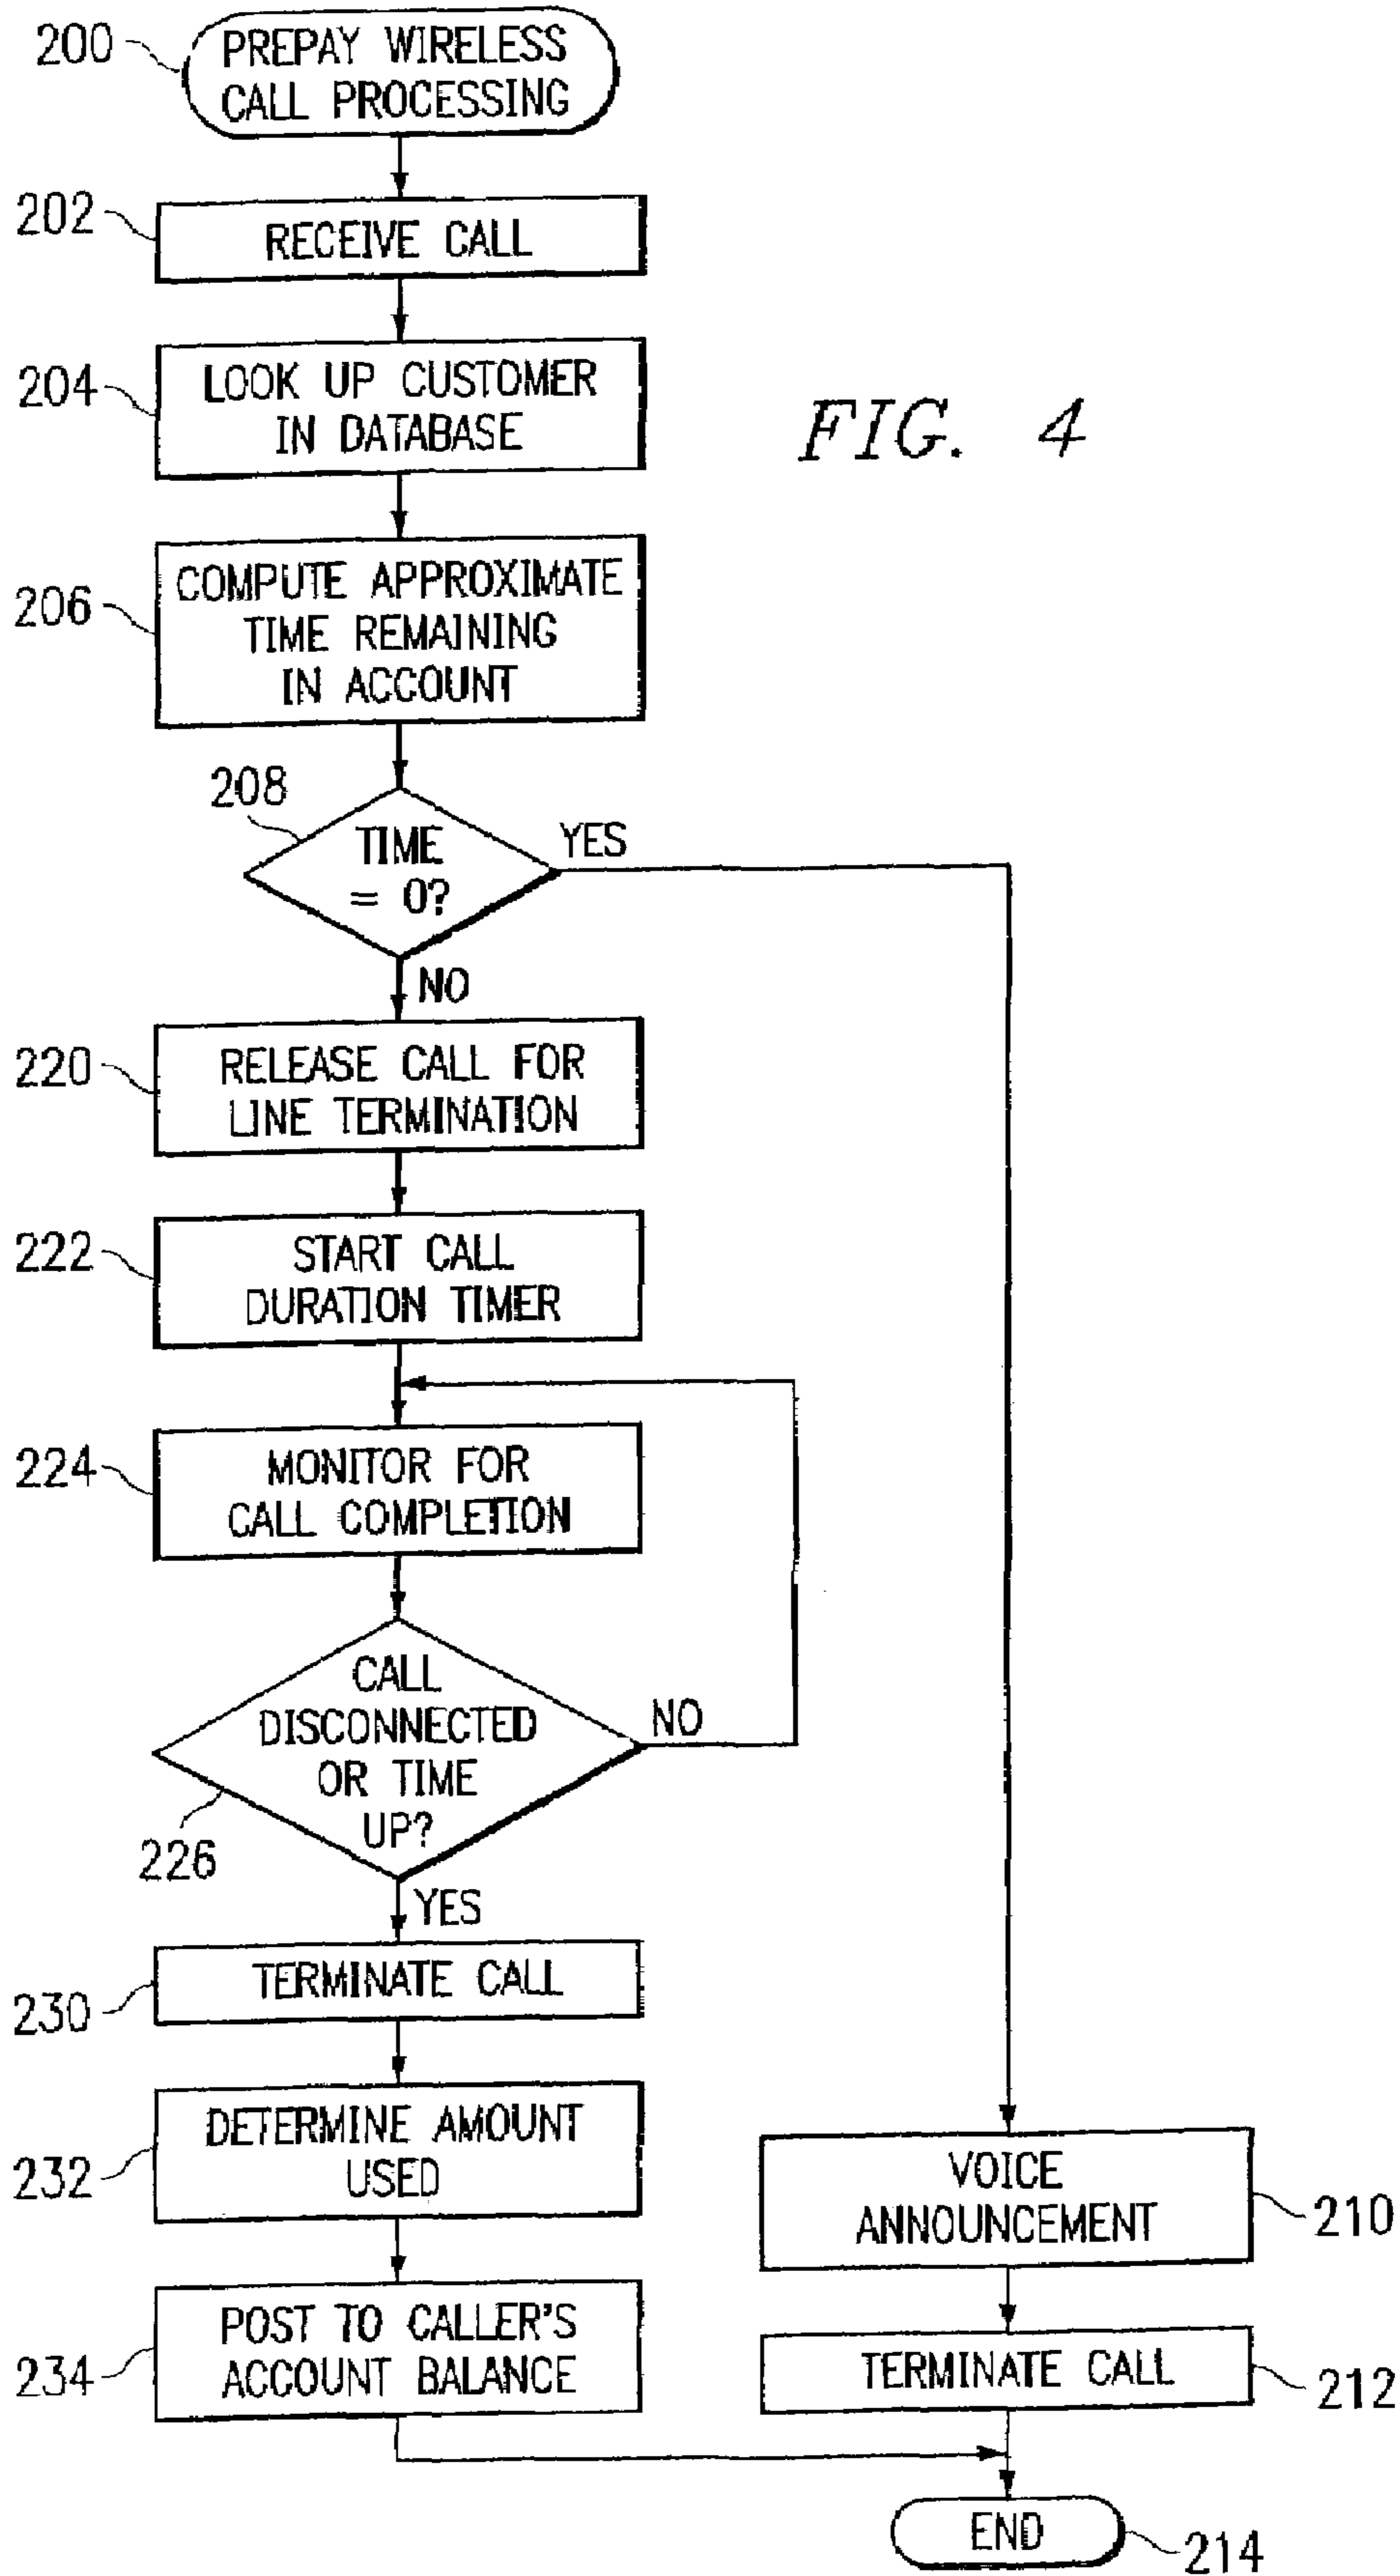 200
PREPAY WIRELESS
CALL PROCESSING
202
RECEIVE CALL
204
LOOK UP CUSTOMER
IN DATABASE
FIG. 4
206
COMPUTE APPROXIMATE
TIME REMAINING
IN ACCOUNT
208
TIME
= 0?
YES
NO
220
RELEASE CALL FOR
LINE TERMINATION
222
START CALL
DURATION TIMER
224
MONITOR FOR
CALL COMPLETION
CALL
DISCONNECTED
OR TIME
UP?
NO
226
YES
230
TERMINATE CALL
232
DETERMINE AMOUNT
USED
VOICE
ANNOUNCEMENT
210
234
POST TO CALLER'S
ACCOUNT BALANCE
TERMINATE CALL
212
END
214